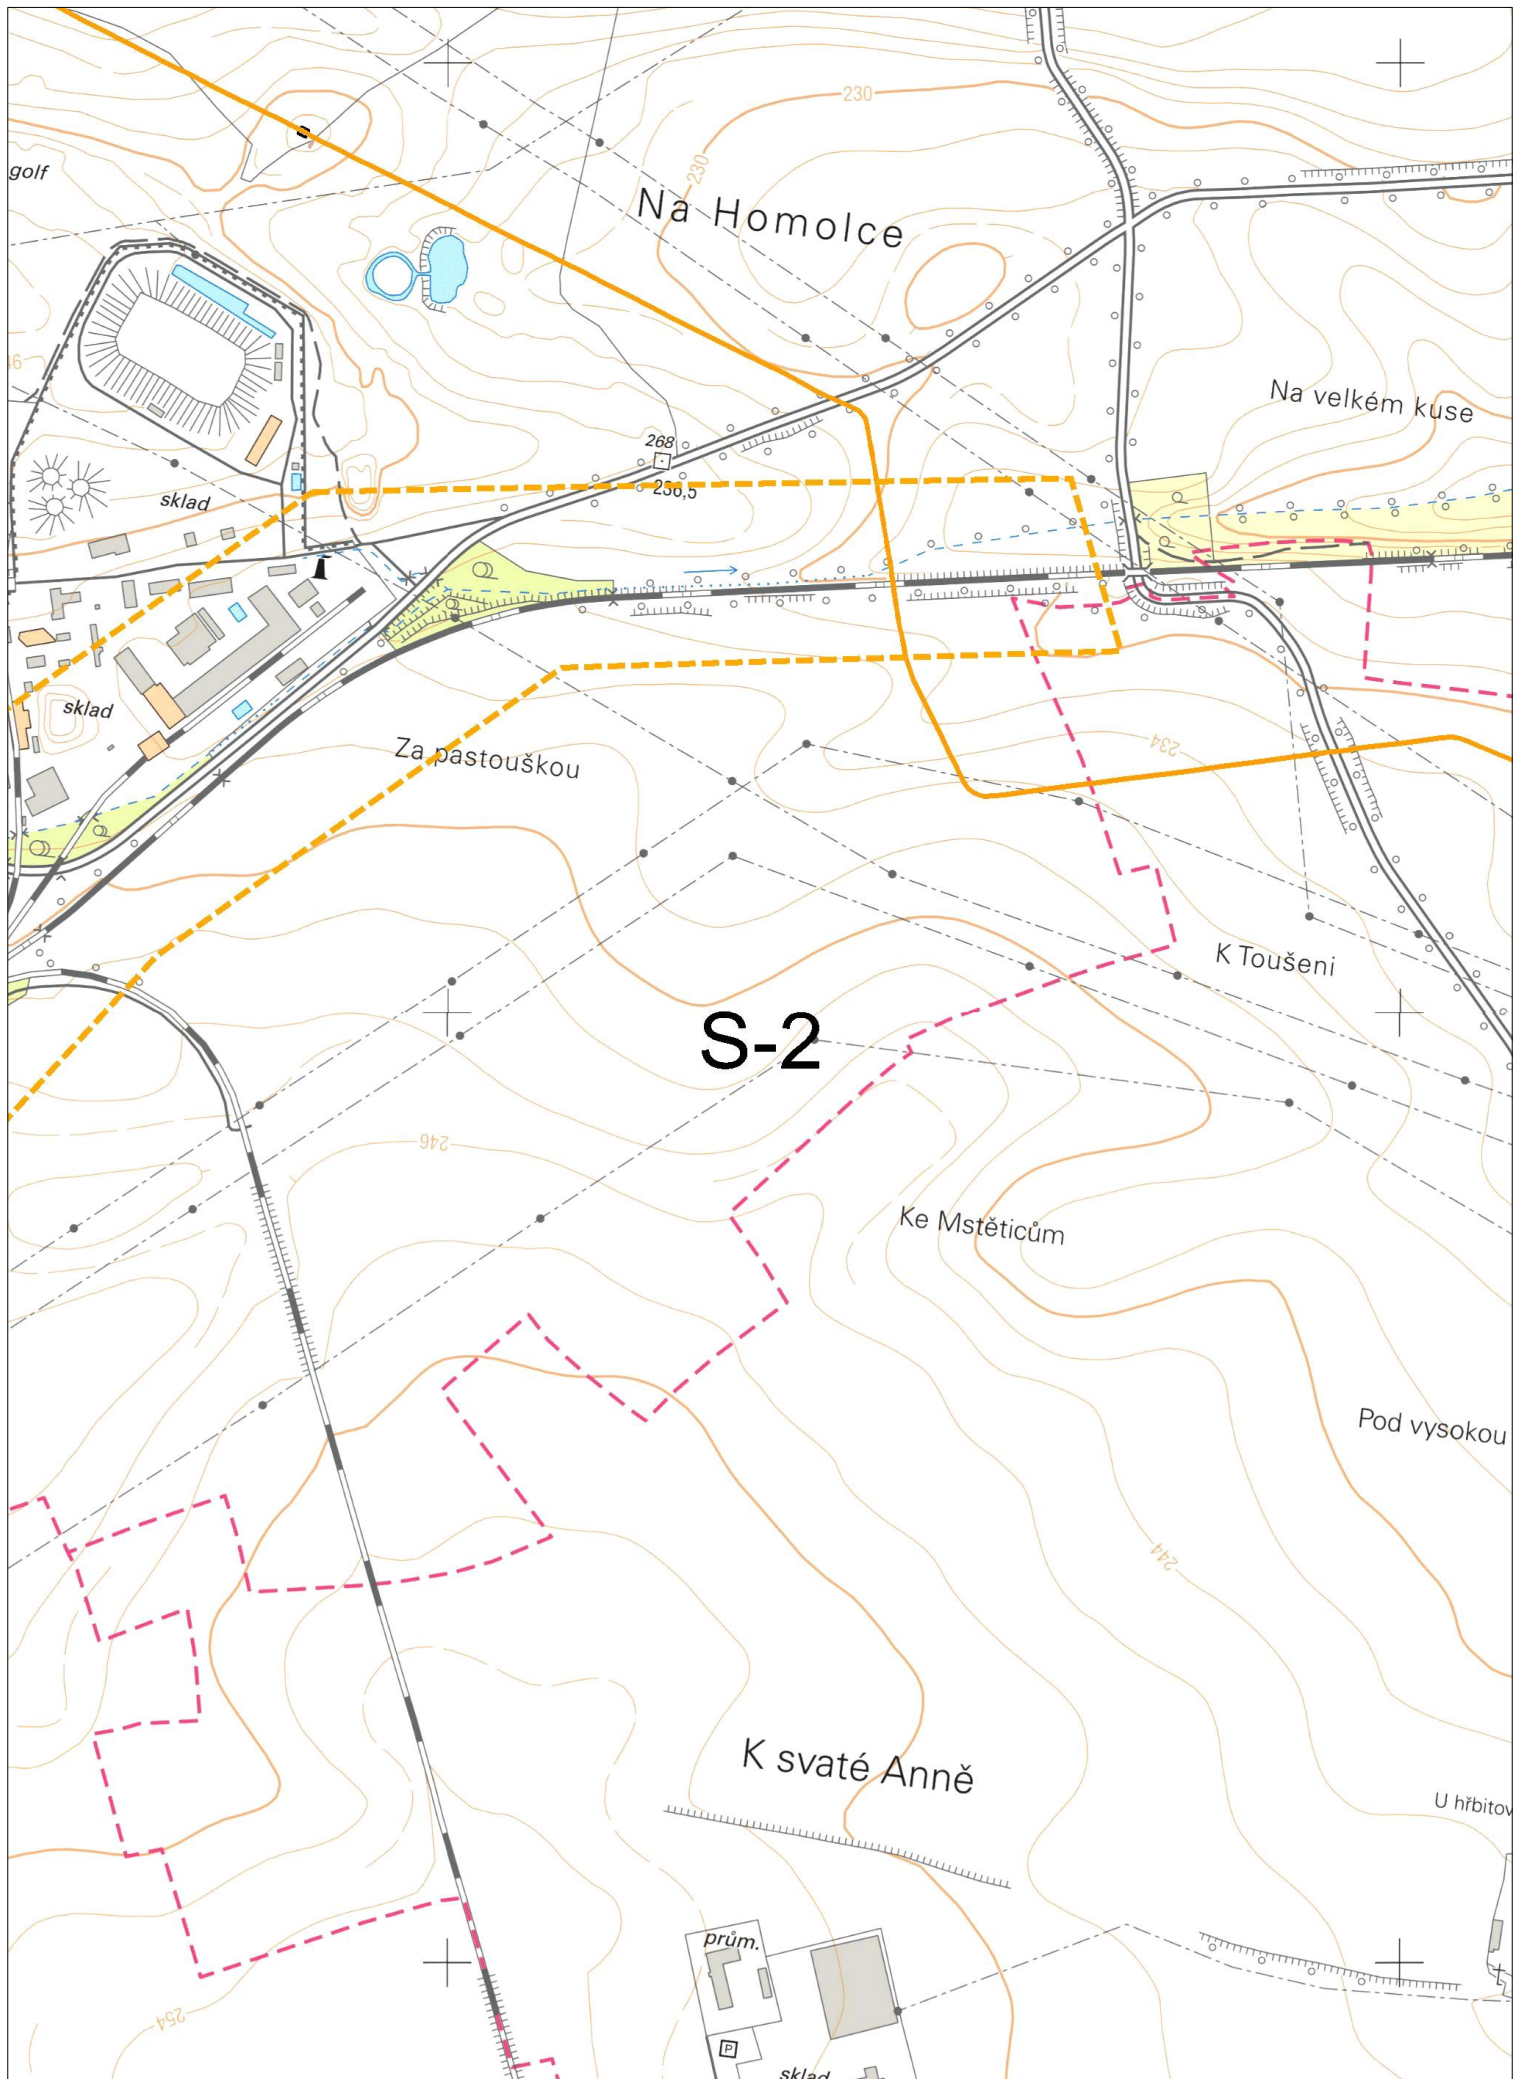 230
golf
230
Na Homolce
Na velkém kuse
268
236,5
sklad
sklad
234
Za pastouškou
K Toušeni
S-2
246
Ke Mstěticům
Pod vysokou
244
K svaté Anně
U hřbitov
prům.
254
P
sklad